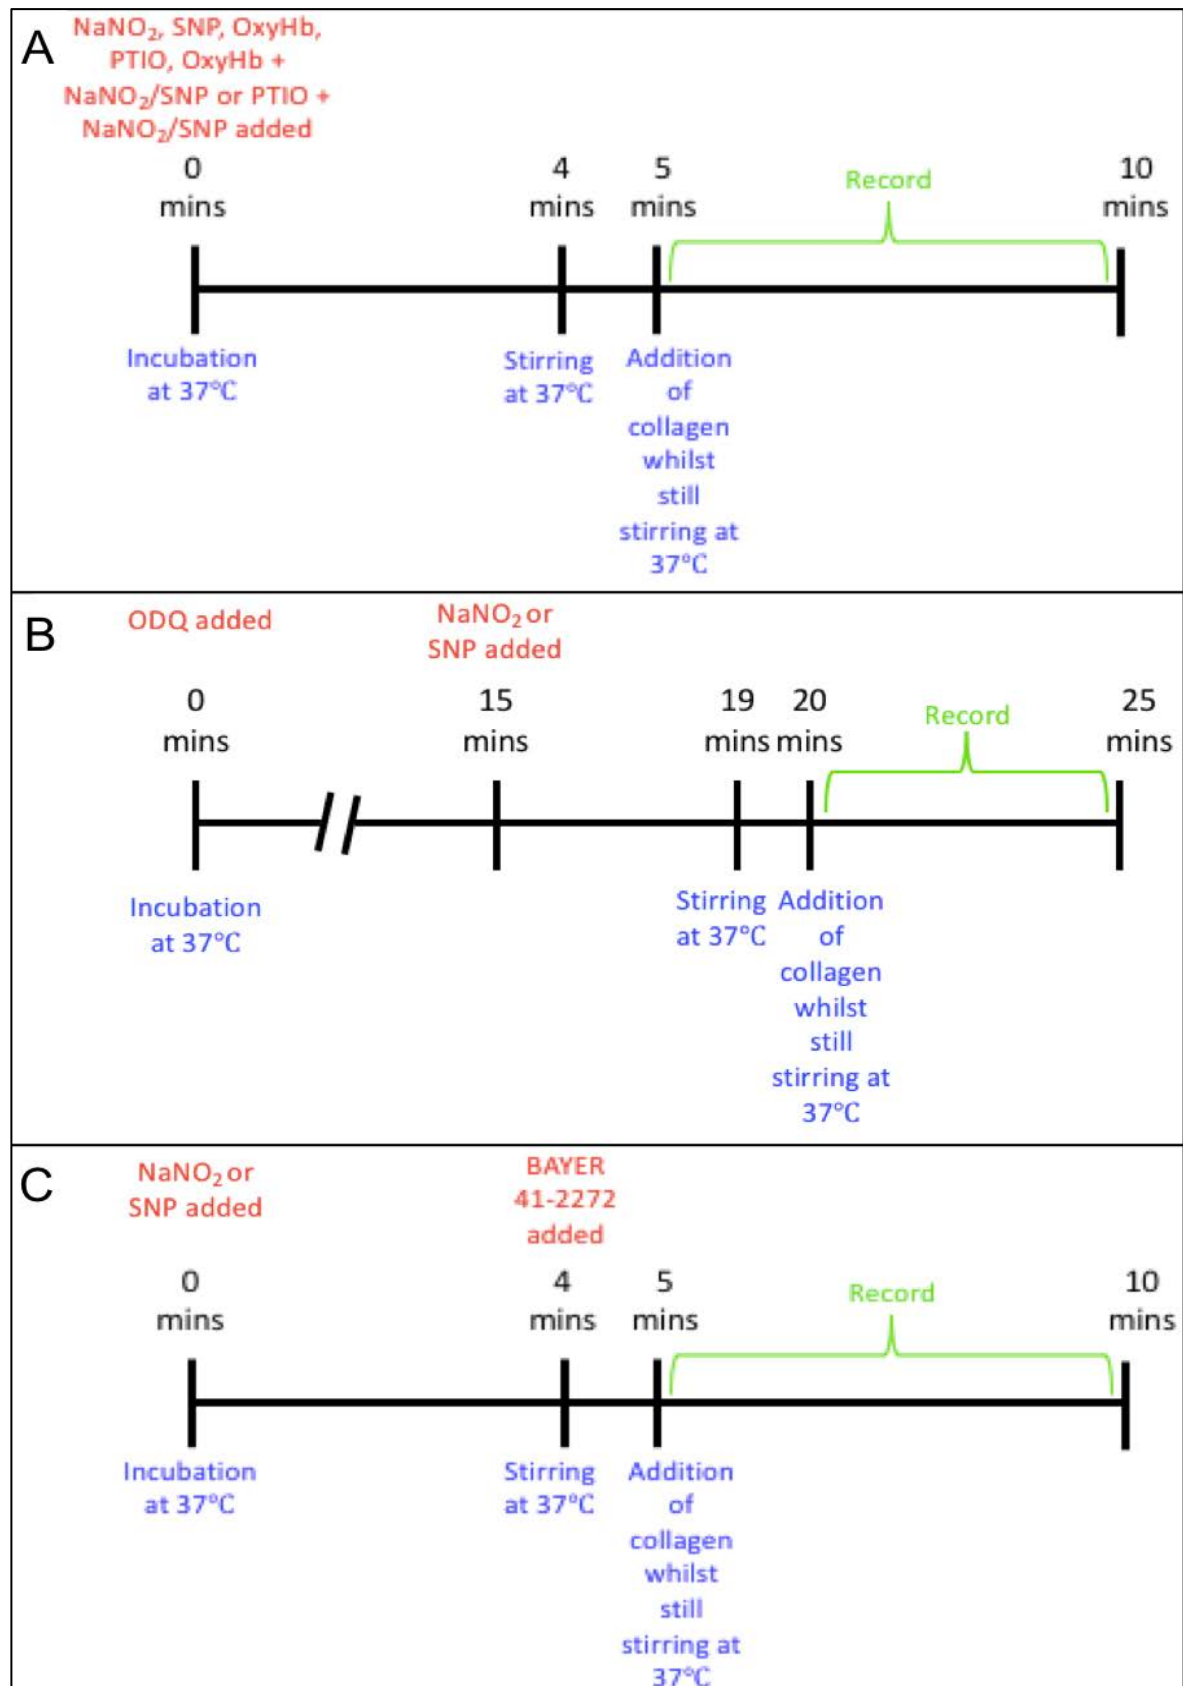 A
NaNO₂, SNP, OxyHb,
PTIO, OxyHb +
NaNO₂/SNP or PTIO +
NaNO₂/SNP added
0
mins
4
mins
5
mins
Record
10
mins
Incubation
at 37°C
Stirring
at 37°C
Addition
of
collagen
whilst
still
stirring at
37°C
B
ODQ added
NaNO₂ or
SNP added
0
mins
15
mins
19
mins
20
mins
Record
25
mins
Incubation
at 37°C
Stirring
at 37°C
Addition
of
collagen
whilst
still
stirring at
37°C
C
NaNO₂ or
SNP added
BAYER
41-2272
added
0
mins
4
mins
5
mins
Record
10
mins
Incubation
at 37°C
Stirring
at 37°C
Addition
of
collagen
whilst
still
stirring at
37°C